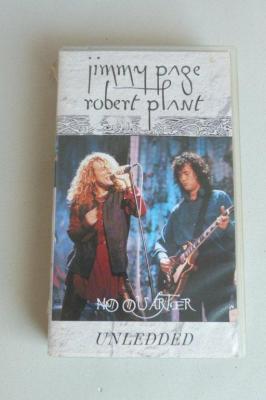 jimmy page
robert plant
NO QUARTER
UNLEDDED